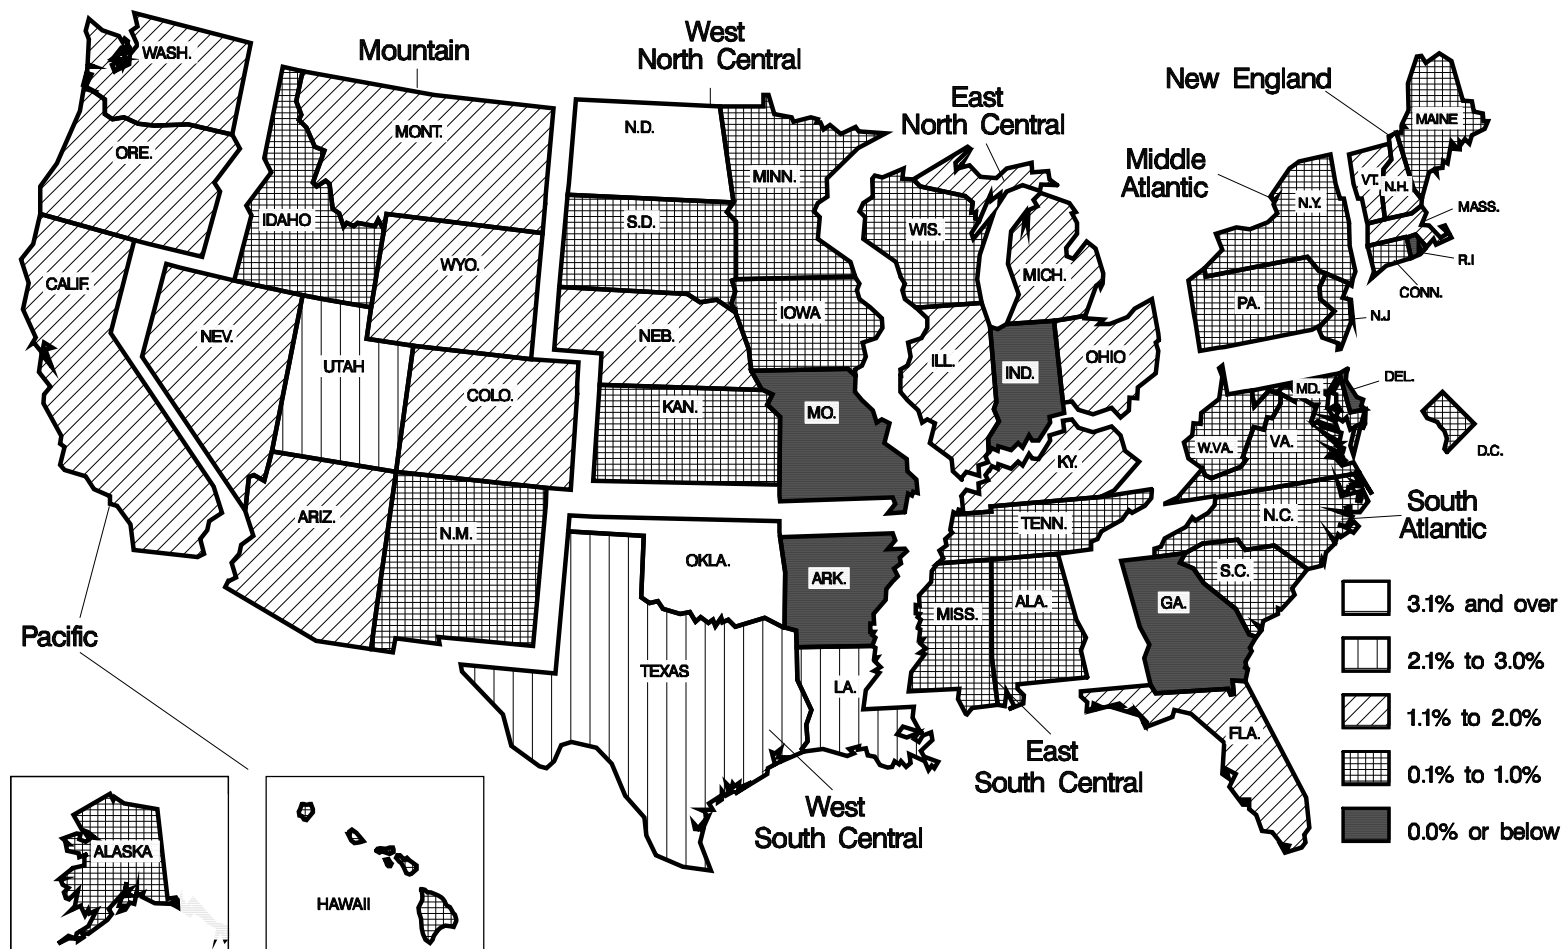 West
North Central
Mountain
WASH.
New England
East
North Central
MAINE
N.D.
MONT.
ORE.
Middle
Atlantic
MINN.
VT.
N.H.
N.Y.
MASS.
IDAHO
S.D.
WIS.
R.I
WYO.
MICH.
CALIF.
CONN.
PA.
IOWA
N.J
NEV.
NEB.
UTAH
ILL.
IND.
OHIO
DEL.
MD.
COLO.
KAN.
MO.
VA.
W.VA.
D.C.
KY.
South
Atlantic
ARIZ.
N.M.
TENN.
N.C.
OKLA.
ARK.
S.C.
MISS.
ALA.
GA.
3.1% and over
Pacific
TEXAS
LA.
2.1% to 3.0%
1.1% to 2.0%
FLA.
East
South Central
0.1% to 1.0%
West
South Central
0.0% or below
ALASKA
HAWAII